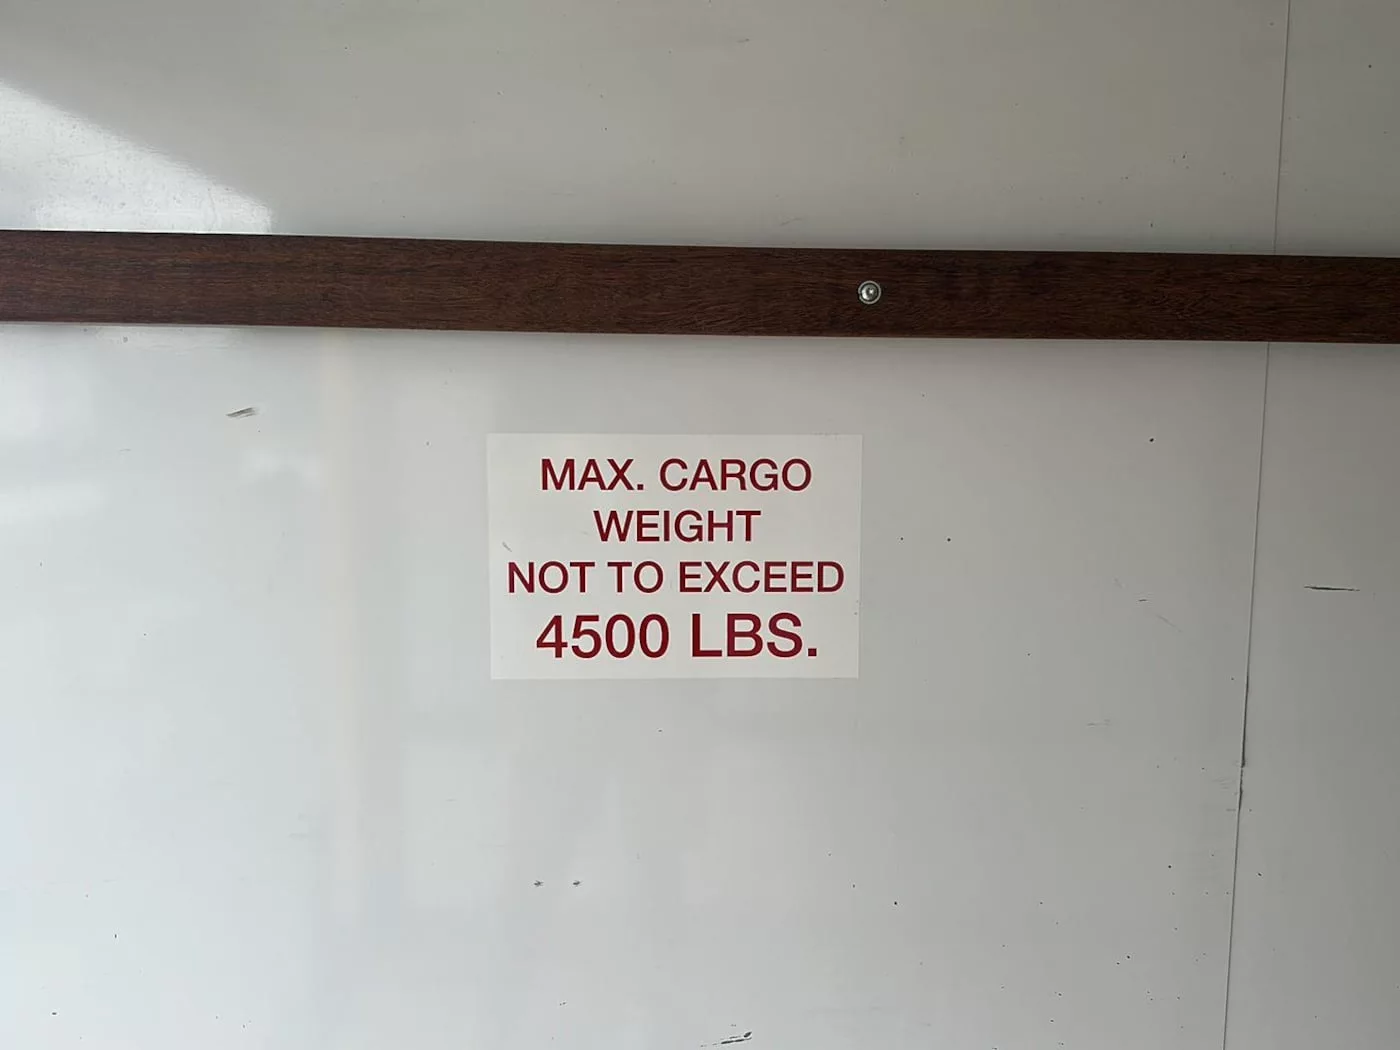 MAX. CARGO
WEIGHT
NOT TO EXCEED
4500 LBS.